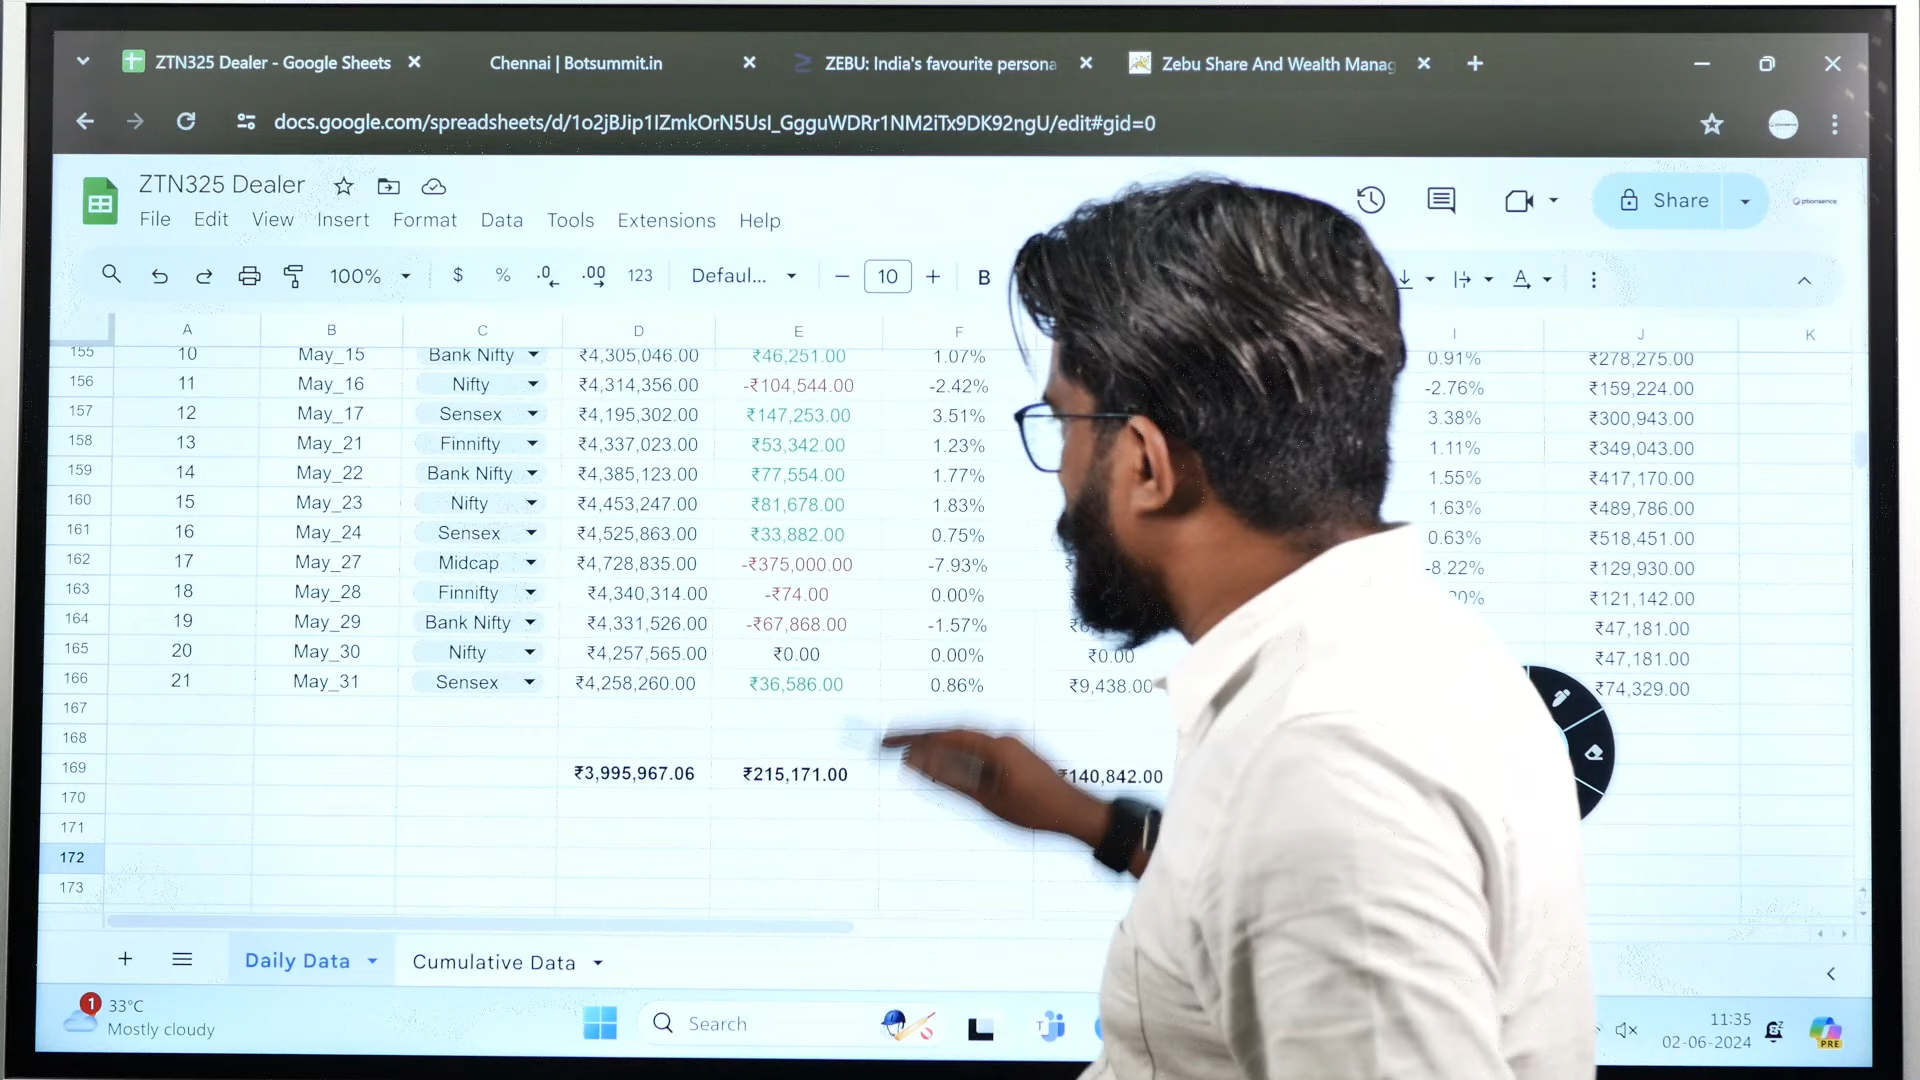 ZTN325 Dealer - Google Sheets
Chennai | Botsummit.in
ZEBU: India's favourite persona
Zebu Share And Wealth Manag
docs.google.com/spreadsheets/d/1o2jBJip1lZmkOrN5UsI_GgguWDRr1NM2iTx9DK92ngU/edit#gid=0
ZTN325 Dealer
Share
optionsence
File Edit View Insert Format Data Tools Extensions Help
100% $ % .0 .00 123 Defaul... − 10 + B A
A B C D E F I J K
155 10 May_15 Bank Nifty ₹4,305,046.00 ₹46,251.00 1.07% 0.91% ₹278,275.00
156 11 May_16 Nifty ₹4,314,356.00 -₹104,544.00 -2.42% -2.76% ₹159,224.00
157 12 May_17 Sensex ₹4,195,302.00 ₹147,253.00 3.51% 3.38% ₹300,943.00
158 13 May_21 Finnifty ₹4,337,023.00 ₹53,342.00 1.23% 1.11% ₹349,043.00
159 14 May_22 Bank Nifty ₹4,385,123.00 ₹77,554.00 1.77% 1.55% ₹417,170.00
160 15 May_23 Nifty ₹4,453,247.00 ₹81,678.00 1.83% 1.63% ₹489,786.00
161 16 May_24 Sensex ₹4,525,863.00 ₹33,882.00 0.75% 0.63% ₹518,451.00
162 17 May_27 Midcap ₹4,728,835.00 -₹375,000.00 -7.93% -8.22% ₹129,930.00
163 18 May_28 Finnifty ₹4,340,314.00 -₹74.00 0.00% ₹121,142.00
164 19 May_29 Bank Nifty ₹4,331,526.00 -₹67,868.00 -1.57% ₹47,181.00
165 20 May_30 Nifty ₹4,257,565.00 ₹0.00 0.00% ₹0.00 ₹47,181.00
166 21 May_31 Sensex ₹4,258,260.00 ₹36,586.00 0.86% ₹9,438.00 ₹74,329.00
167
168
169 ₹3,995,967.06 ₹215,171.00 ₹140,842.00
170
171
172
173
Daily Data Cumulative Data
1 33°C
Mostly cloudy
Search
11:35
02-06-2024
PRE